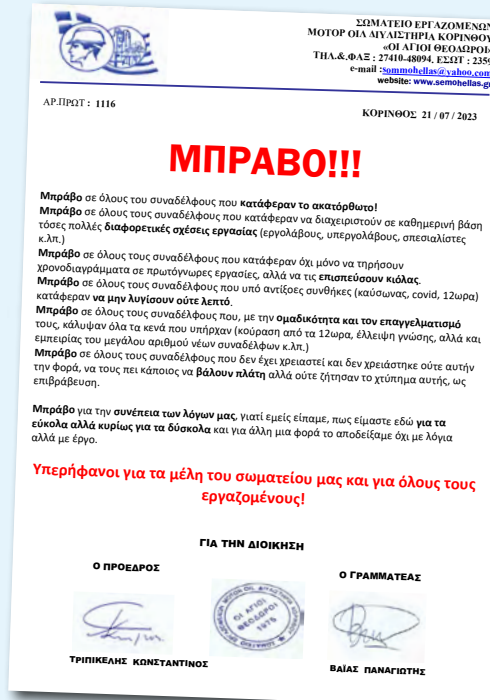 ΣΩΜΑΤΕΙΟ ΕΡΓΑΖΟΜΕΝΩΝ
ΜΟΤΟΡ ΟΙΛ ΔΙΥΛΙΣΤΗΡΙΑ ΚΟΡΙΝΘΟΥ
«ΟΙ ΑΓΙΟΙ ΘΕΟΔΩΡΟΙ»
ΤΗΛ.&.ΦΑΞ : 27410-48094. ΕΣΩΤ : 2359
e-mail :sommohellas@yahoo.com
website: www.semohellas.gr
ΑΡ.ΠΡΩΤ : 1116
ΚΟΡΙΝΘΟΣ 21 / 07 / 2023
ΜΠΡΑΒΟ!!!
Μπράβο σε όλους του συναδέλφους που κατάφεραν το ακατόρθωτο!
Μπράβο σε όλους τους συναδέλφους που κατάφεραν να διαχειριστούν σε καθημερινή βάση
τόσες πολλές διαφορετικές σχέσεις εργασίας (εργολάβους, υπεργολάβους, σπεσιαλίστες
κ.λπ.)
Μπράβο σε όλους τους συναδέλφους που κατάφεραν όχι μόνο να τηρήσουν
χρονοδιαγράμματα σε πρωτόγνωρες εργασίες, αλλά να τις επισπεύσουν κιόλας.
Μπράβο σε όλους τους συναδέλφους που υπό αντίξοες συνθήκες (καύσωνας, covid, 12ωρα)
κατάφεραν να μην λυγίσουν ούτε λεπτό.
Μπράβο σε όλους τους συναδέλφους που, με την ομαδικότητα και τον επαγγελματισμό
τους, κάλυψαν όλα τα κενά που υπήρχαν (κούραση από τα 12ωρα, έλλειψη γνώσης, αλλά και
εμπειρίας του μεγάλου αριθμού νέων συναδέλφων κ.λπ.)
Μπράβο σε όλους τους συναδέλφους που δεν έχει χρειαστεί και δεν χρειάστηκε ούτε αυτήν
την φορά, να τους πει κάποιος να βάλουν πλάτη αλλά ούτε ζήτησαν το χτύπημα αυτής, ως
επιβράβευση.
Μπράβο για την συνέπεια των λόγων μας, γιατί εμείς είπαμε, πως είμαστε εδώ για τα
εύκολα αλλά κυρίως για τα δύσκολα και για άλλη μια φορά το αποδείξαμε όχι με λόγια
αλλά με έργο.
Υπερήφανοι για τα μέλη του σωματείου μας και για όλους τους
εργαζομένους!
ΓΙΑ ΤΗΝ ΔΙΟΙΚΗΣΗ
Ο ΠΡΟΕΔΡΟΣ
Ο ΓΡΑΜΜΑΤΕΑΣ
ΟΙ ΑΓΙΟΙ
ΘΕΟΔΩΡΟΙ
1975
ΤΡΙΠΙΚΕΛΗΣ ΚΩΝΣΤΑΝΤΙΝΟΣ
ΒΑΪΑΣ ΠΑΝΑΓΙΩΤΗΣ